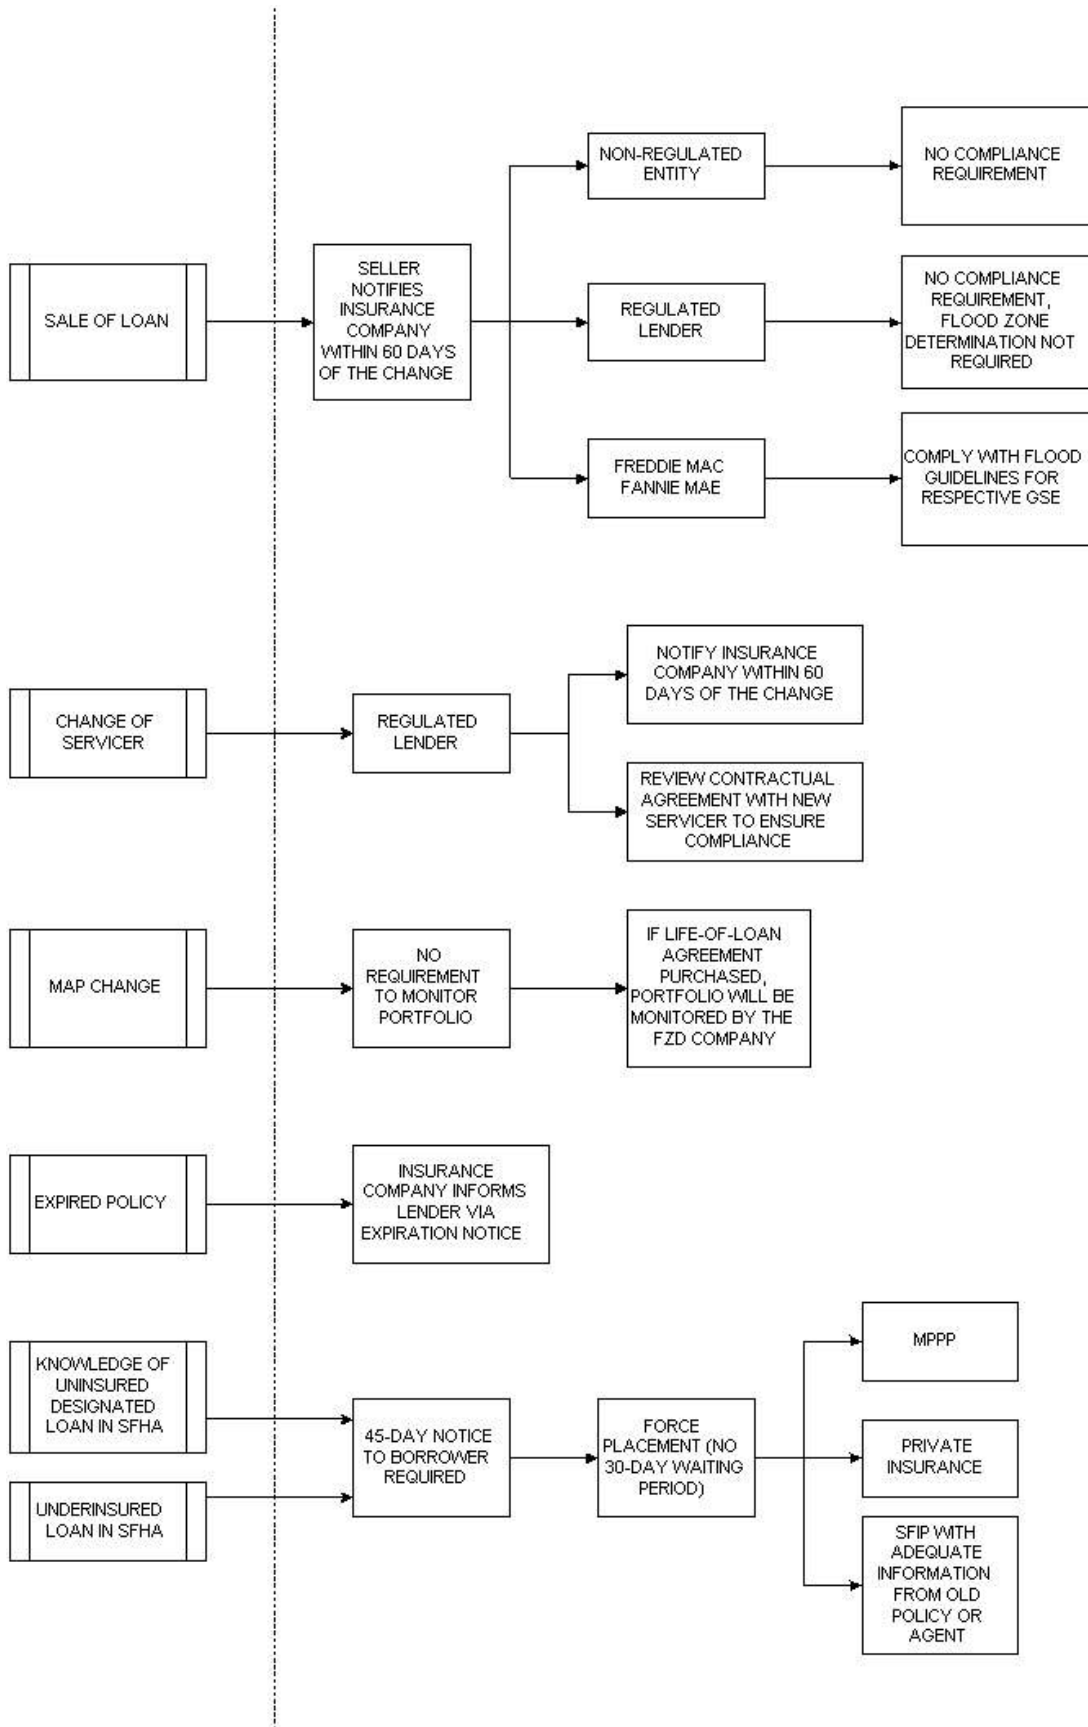 NON-REGULATED
ENTITY
NO COMPLIANCE
REQUIREMENT
SALE OF LOAN
SELLER
NOTIFIES
INSURANCE
COMPANY
WITHIN 60 DAYS
OF THE CHANGE
REGULATED
LENDER
NO COMPLIANCE
REQUIREMENT,
FLOOD ZONE
DETERMINATION NOT
REQUIRED
FREDDIE MAC
FANNIE MAE
COMPLY WITH FLOOD
GUIDELINES FOR
RESPECTIVE GSE
CHANGE OF
SERVICER
REGULATED
LENDER
NOTIFY INSURANCE
COMPANY WITHIN 60
DAYS OF THE CHANGE
REVIEW CONTRACTUAL
AGREEMENT WITH NEW
SERVICER TO ENSURE
COMPLIANCE
MAP CHANGE
NO
REQUIREMENT
TO MONITOR
PORTFOLIO
IF LIFE-OF-LOAN
AGREEMENT
PURCHASED,
PORTFOLIO WILL BE
MONITORED BY THE
FZD COMPANY
EXPIRED POLICY
INSURANCE
COMPANY INFORMS
LENDER VIA
EXPIRATION NOTICE
KNOWLEDGE OF
UNINSURED
DESIGNATED
LOAN IN SFHA
UNDERINSURED
LOAN IN SFHA
45-DAY NOTICE
TO BORROWER
REQUIRED
FORCE
PLACEMENT (NO
30-DAY WAITING
PERIOD)
MPPP
PRIVATE
INSURANCE
SFIP WITH
ADEQUATE
INFORMATION
FROM OLD
POLICY OR
AGENT